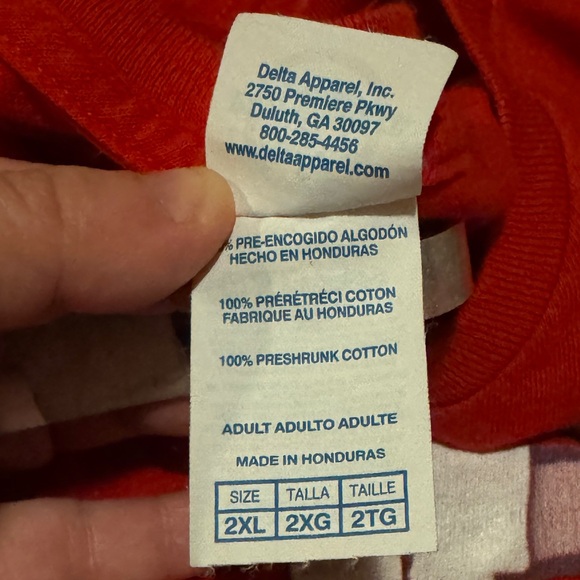 Delta Apparel, Inc.
2750 Premiere Pkwy
Duluth, GA 30097
800-285-4456
www.deltaapparel.com
% PRE-ENCOGIDO ALGODÓN
HECHO EN HONDURAS
100% PRÉRÉTRÉCI COTON
FABRIQUE AU HONDURAS
100% PRESHRUNK COTTON
ADULT ADULTO ADULTE
MADE IN HONDURAS
SIZE TALLA TAILLE
2XL 2XG 2TG